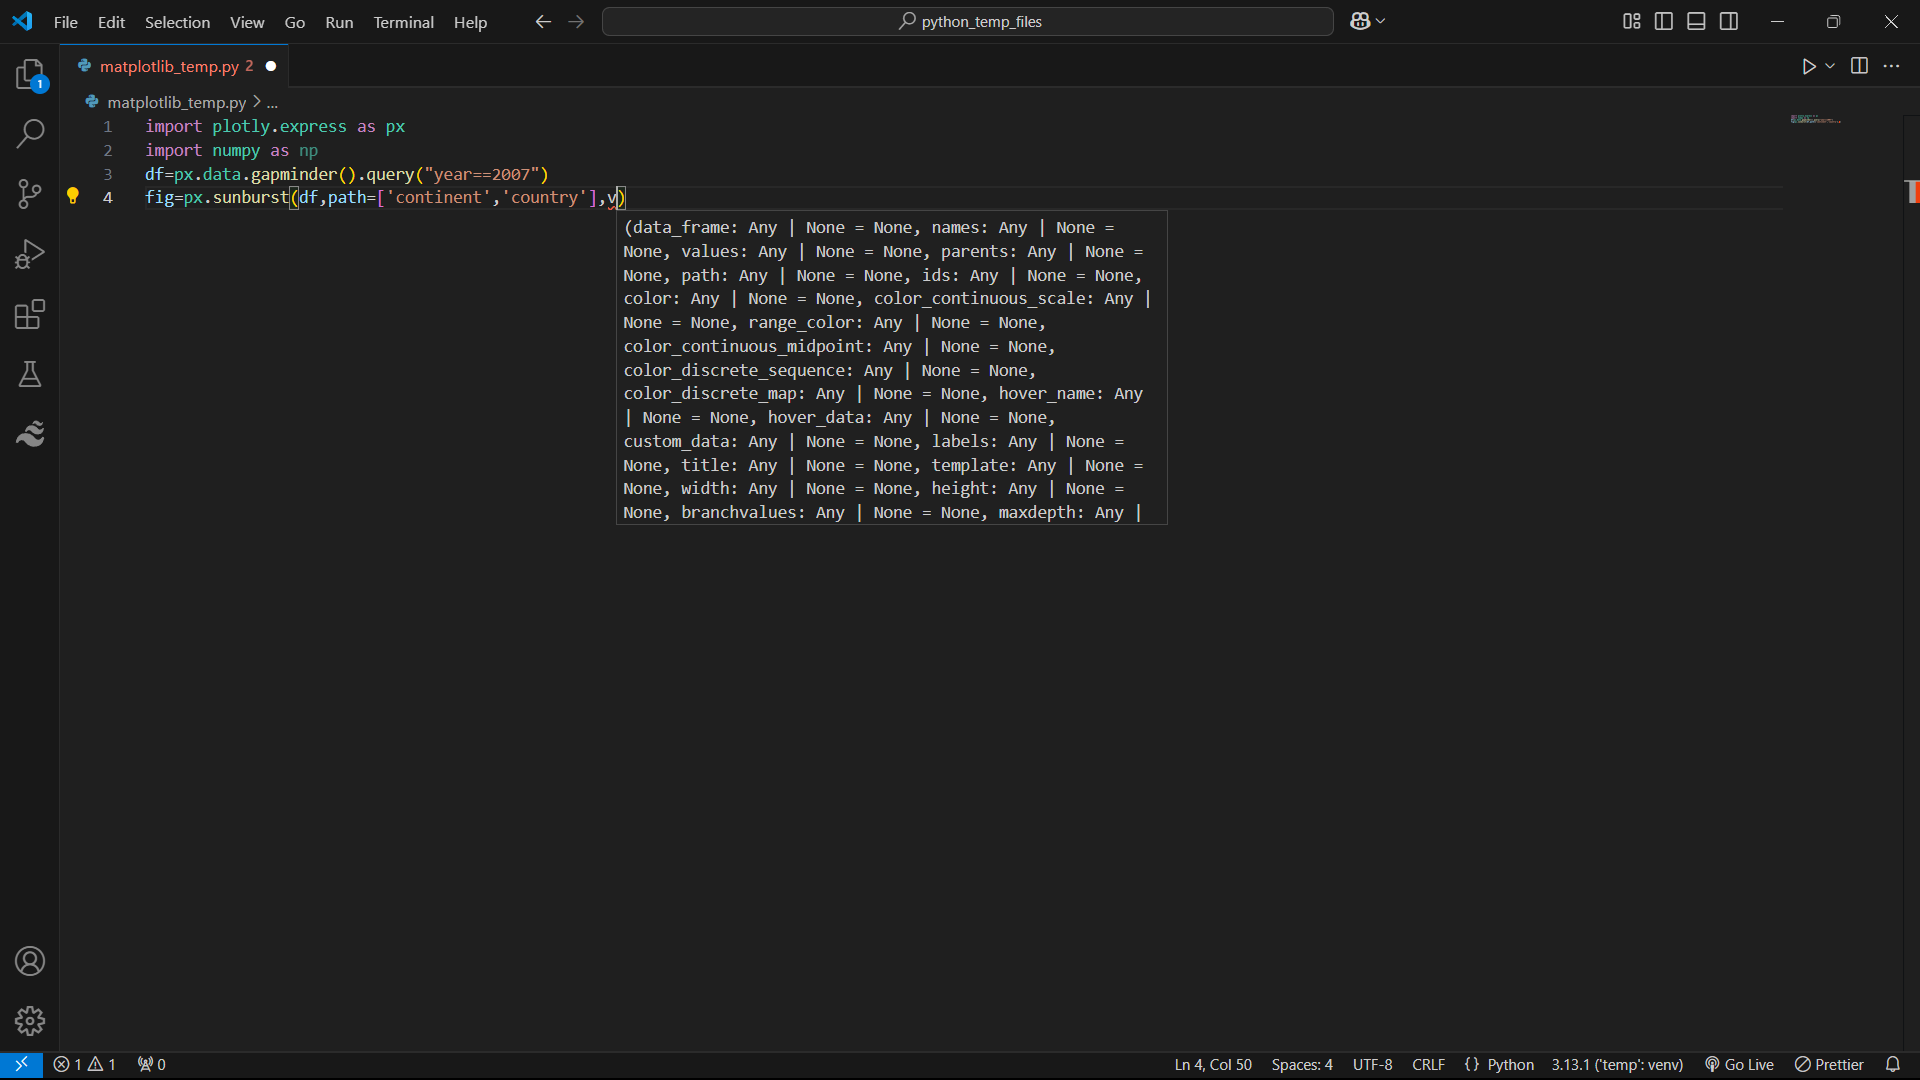 File Edit Selection View Go Run Terminal Help python_temp_files
matplotlib_temp.py 2
matplotlib_temp.py > ...
1 import plotly.express as px
2 import numpy as np
3 df=px.data.gapminder().query("year==2007")
4 fig=px.sunburst(df,path=['continent','country'],v)
(data_frame: Any | None = None, names: Any | None =
None, values: Any | None = None, parents: Any | None =
None, path: Any | None = None, ids: Any | None = None,
color: Any | None = None, color_continuous_scale: Any |
None = None, range_color: Any | None = None,
color_continuous_midpoint: Any | None = None,
color_discrete_sequence: Any | None = None,
color_discrete_map: Any | None = None, hover_name: Any
| None = None, hover_data: Any | None = None,
custom_data: Any | None = None, labels: Any | None =
None, title: Any | None = None, template: Any | None =
None, width: Any | None = None, height: Any | None =
None, branchvalues: Any | None = None, maxdepth: Any |
1
1 1 0 Ln 4, Col 50 Spaces: 4 UTF-8 CRLF {} Python 3.13.1 ('temp': venv) Go Live Prettier